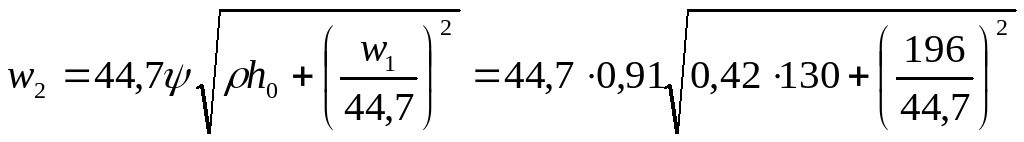 w₂ = 44,7ψ√(ρh₀ + (w₁/44,7)²) = 44,7 · 0,91√(0,42 · 130 + (196/44,7)²)